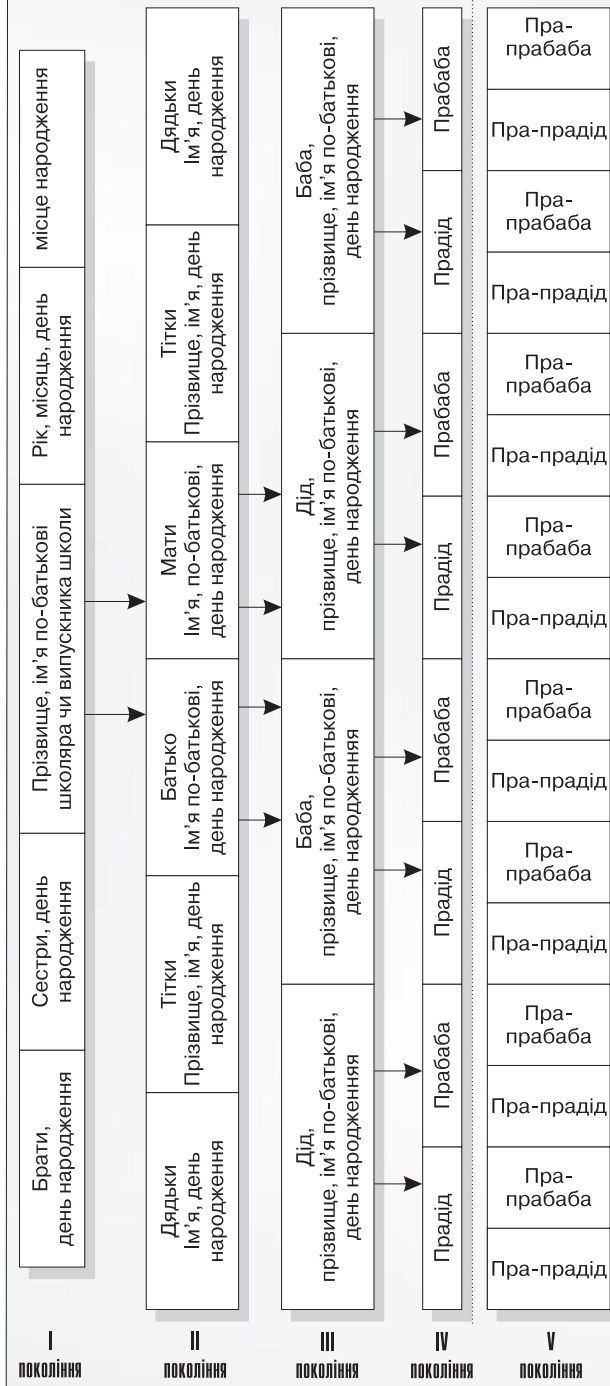 місце народження
Рік, місяць, день
народження
Прізвище, ім’я по-батькові
школяра чи випускника школи
Сестри, день
народження
Брати,
день народження
І
покоління
Дядьки
Ім’я, день
народження
Тітки
Прізвище, ім’я, день
народження
Мати
Ім’я, по-батькові,
день народження
Батько
Ім’я по-батькові,
день народження
Тітки
Прізвище, ім’я, день
народження
Дядьки
Ім’я, день
народження
ІІ
покоління
Баба,
прізвище, ім’я по-батькові,
день народження
Дід,
прізвище, ім’я по-батькові,
день народження
Баба,
прізвище, ім’я по-батькові,
день народженняя
Дід,
прізвище, ім’я по-батькові,
день народженняя
ІІІ
покоління
Прабаба
Прадід
Прабаба
Прадід
Прабаба
Прадід
Прабаба
Прадід
IV
покоління
Пра-
прабаба
Пра-прадід
Пра-
прабаба
Пра-прадід
Пра-
прабаба
Пра-прадід
Пра-
прабаба
Пра-прадід
Пра-
прабаба
Пра-прадід
Пра-
прабаба
Пра-прадід
Пра-
прабаба
Пра-прадід
Пра-
прабаба
Пра-прадід
V
покоління